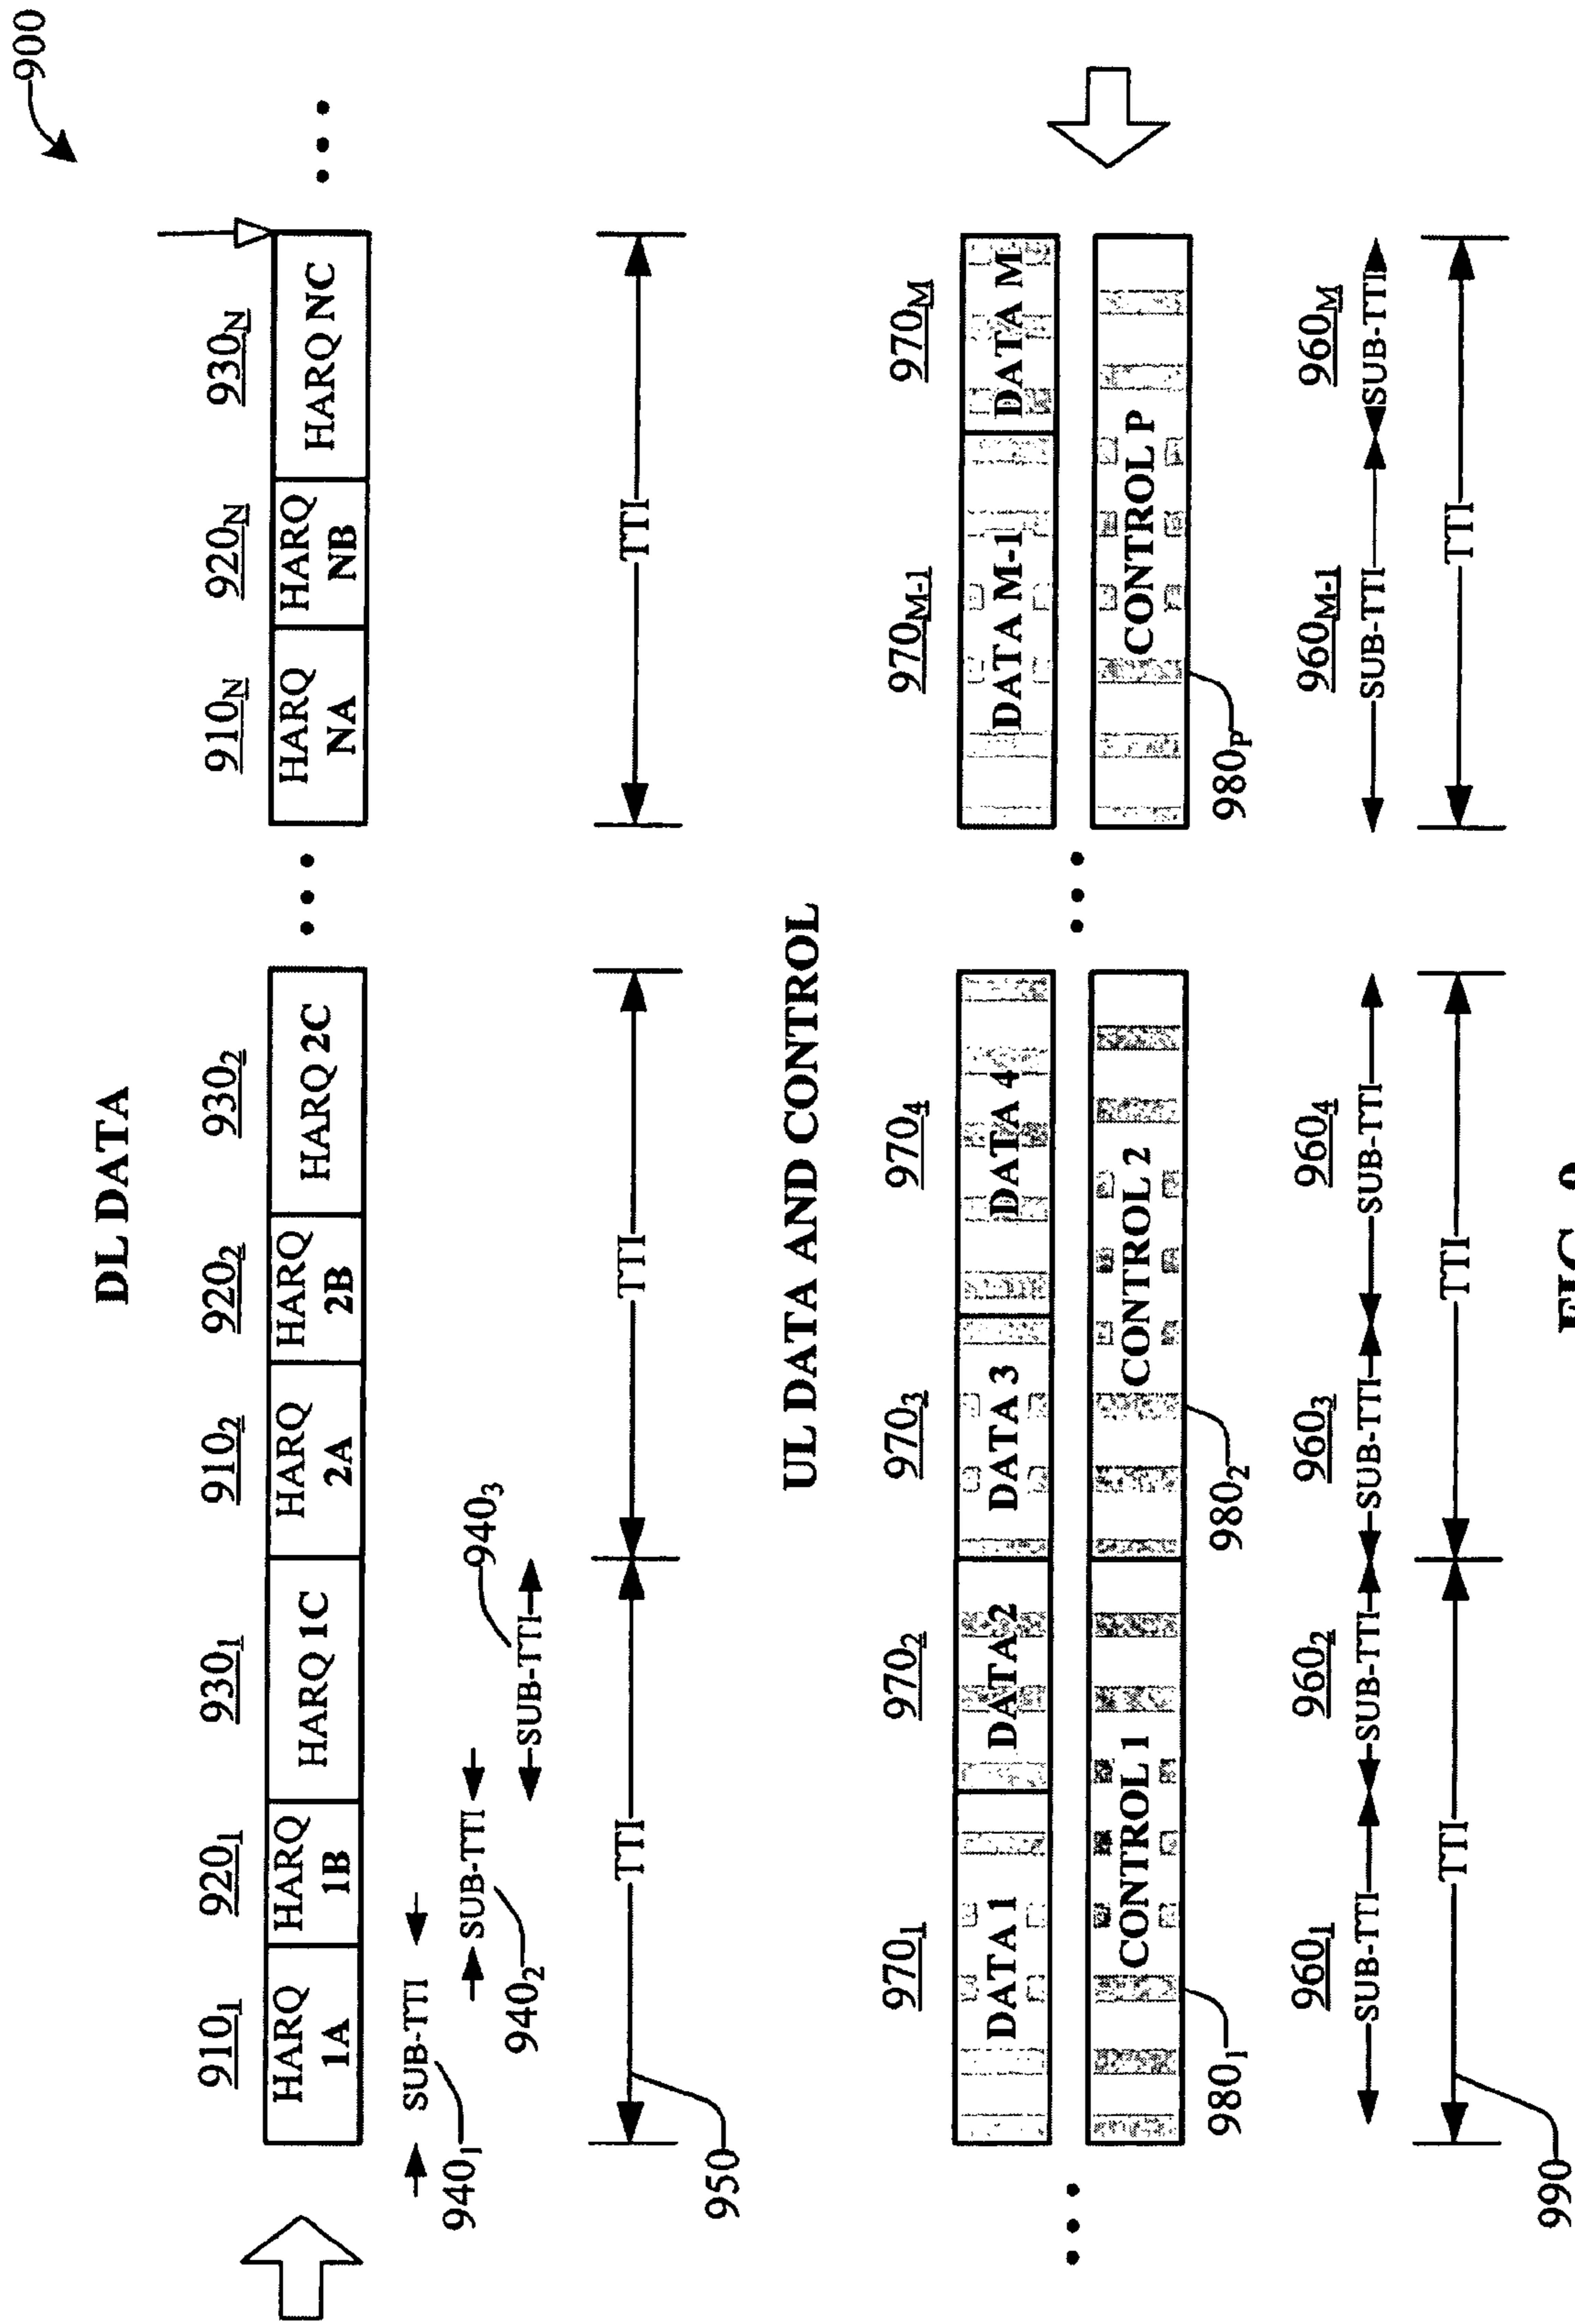 900
DL DATA
910₁ 920₁ 930₁ 910₂ 920₂ 930₂ 910N 920N 930N
HARQ 1A HARQ 1B HARQ 1C HARQ 2A HARQ 2B HARQ 2C ••• HARQ NA HARQ NB HARQ NC •••
SUB-TTI
940₁
SUB-TTI
940₂
SUB-TTI
940₃
TTI TTI TTI
950
UL DATA AND CONTROL
970₁ 970₂ 970₃ 970₄ 970M-1 970M
DATA 1 DATA 2 DATA 3 DATA 4 DATA M-1 DATA M
••• •••
CONTROL 1 CONTROL 2 CONTROL P
980₁ 980₂ 980P
960₁ 960₂ 960₃ 960₄ 960M-1 960M
SUB-TTI SUB-TTI SUB-TTI SUB-TTI SUB-TTI SUB-TTI
TTI TTI TTI
990